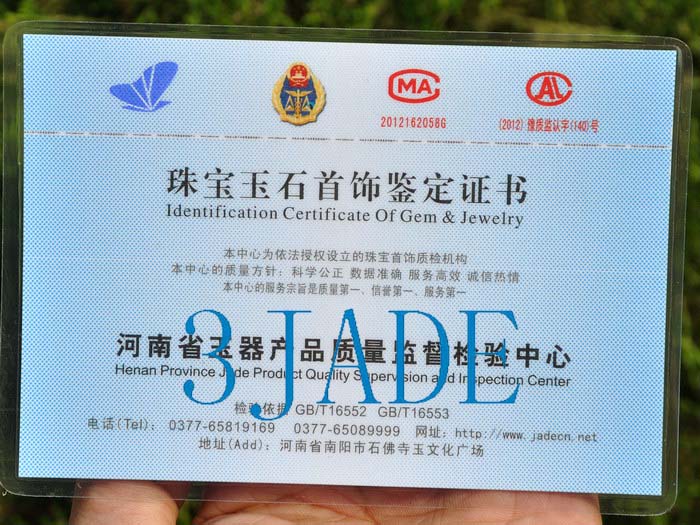 MA
AL
2012162058G
(2012)豫质监认字(140)号
珠宝玉石首饰鉴定证书
Identification Certificate Of Gem & Jewelry
本中心为依法授权设立的珠宝首饰质检机构
本中心的质量方针：科学公正 数据准确 服务高效 诚信热情
本中心的服务宗旨是质量第一、信誉第一、服务第一
3 JADE
河南省玉器产品质量监督检验中心
Henan Province Jade Product Quality Supervision and Inspection Center
检验依据 GB/T16552 GB/T16553
电话(Tel): 0377-65819169 0377-65089999 网址: http://www.jadecn.net
地址(Add): 河南省南阳市石佛寺玉文化广场